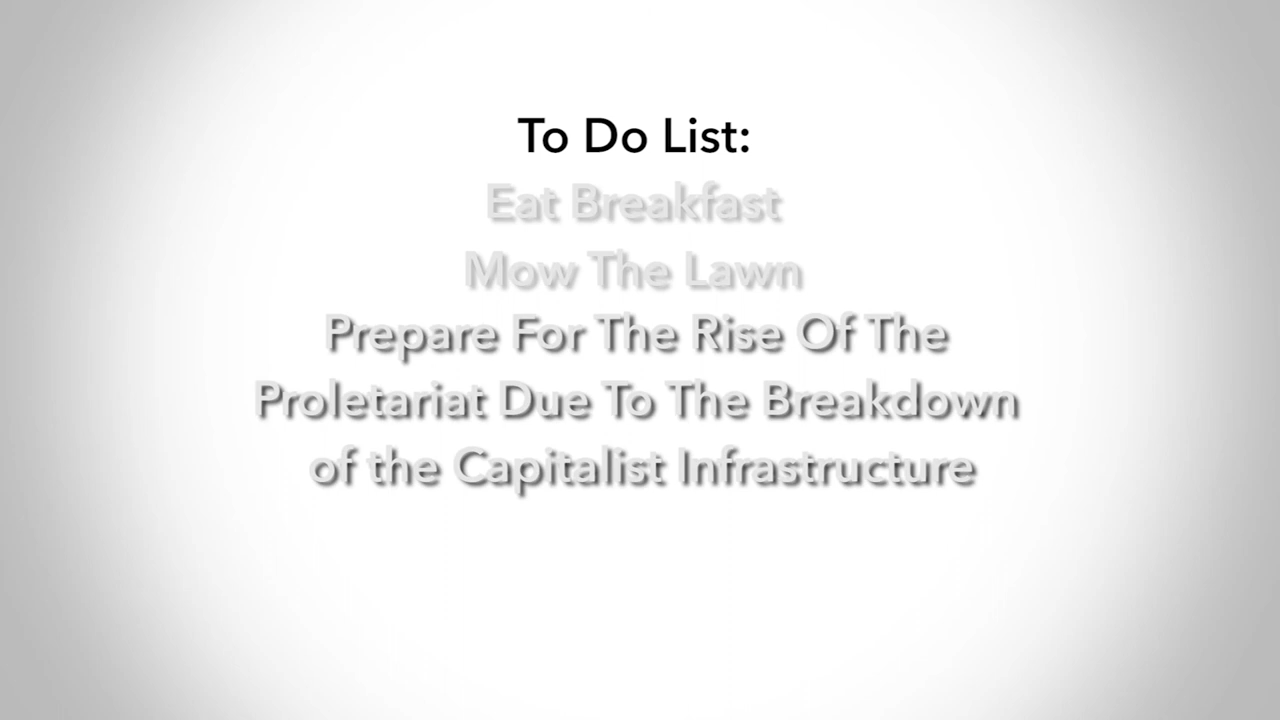 To Do List:
Eat Breakfast
Mow The Lawn
Prepare For The Rise Of The
Proletariat Due To The Breakdown
of the Capitalist Infrastructure